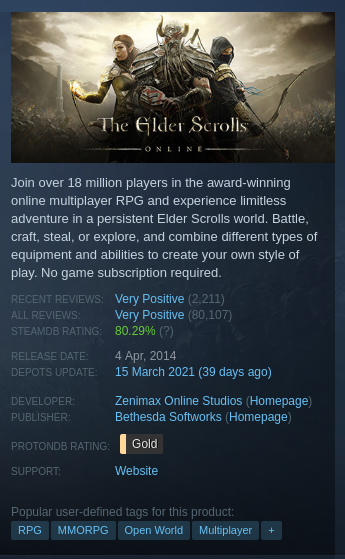 The Elder Scrolls
ONLINE
Join over 18 million players in the award-winning
online multiplayer RPG and experience limitless
adventure in a persistent Elder Scrolls world. Battle,
craft, steal, or explore, and combine different types of
equipment and abilities to create your own style of
play. No game subscription required.
RECENT REVIEWS: Very Positive (2,211)
ALL REVIEWS: Very Positive (80,107)
STEAMDB RATING: 80.29% (?)
RELEASE DATE: 4 Apr, 2014
DEPOTS UPDATE: 15 March 2021 (39 days ago)
DEVELOPER: Zenimax Online Studios (Homepage)
PUBLISHER: Bethesda Softworks (Homepage)
PROTONDB RATING: Gold
SUPPORT: Website
Popular user-defined tags for this product:
RPG MMORPG Open World Multiplayer +